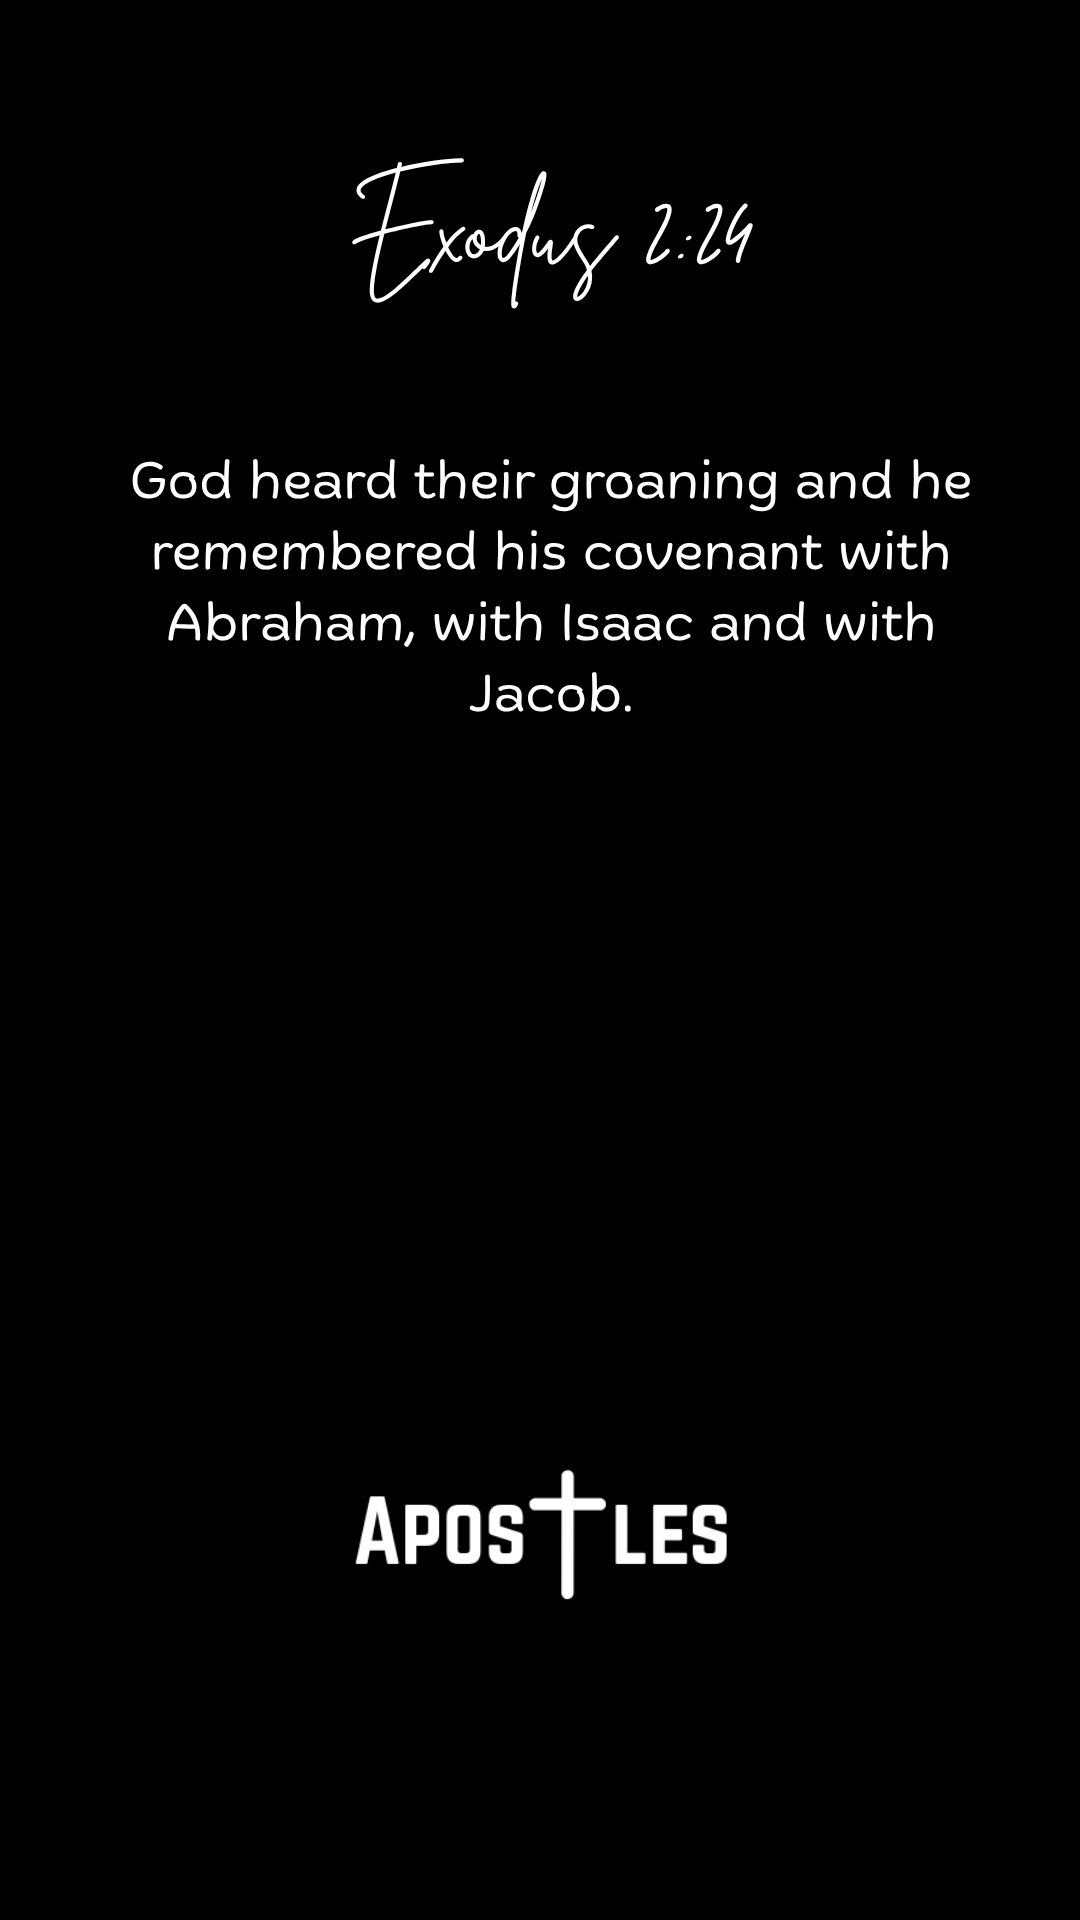 Exodus 2:24
God heard their groaning and he
remembered his covenant with
Abraham, with Isaac and with
Jacob.
APOSTLES